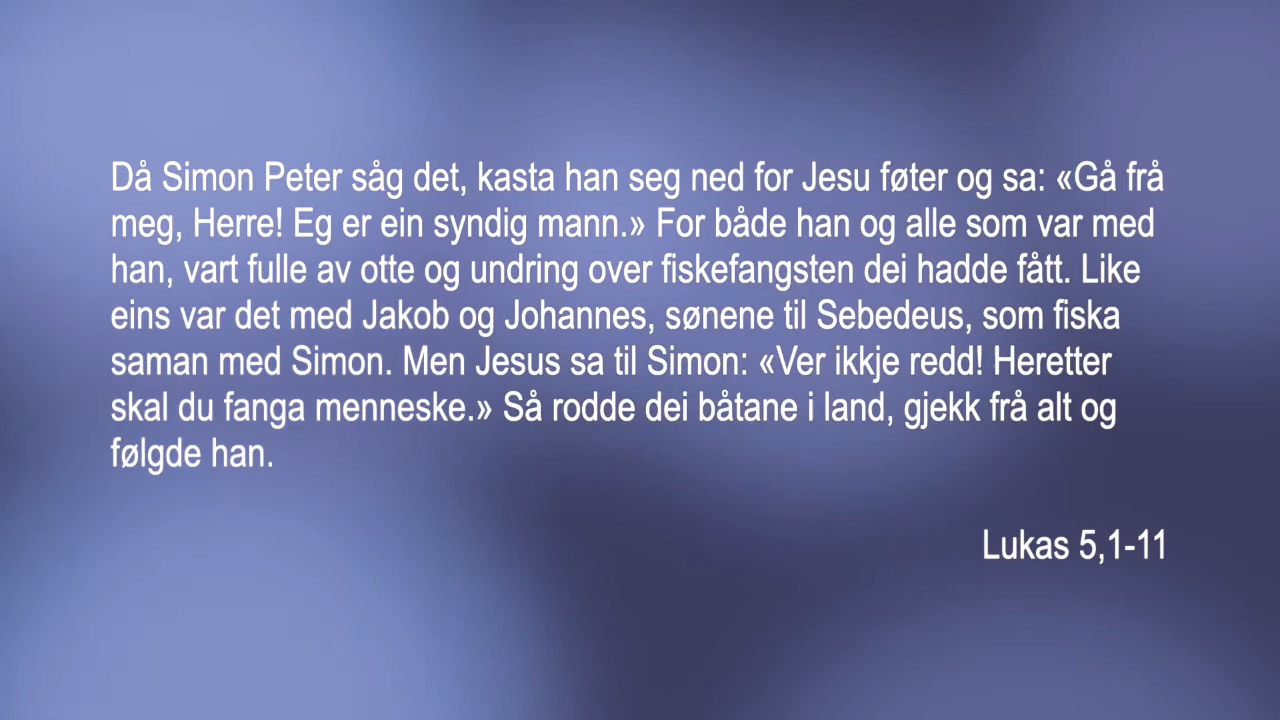 Då Simon Peter såg det, kasta han seg ned for Jesu føter og sa: «Gå frå
meg, Herre! Eg er ein syndig mann.» For både han og alle som var med
han, vart fulle av otte og undring over fiskefangsten dei hadde fått. Like
eins var det med Jakob og Johannes, sønene til Sebedeus, som fiska
saman med Simon. Men Jesus sa til Simon: «Ver ikkje redd! Heretter
skal du fanga menneske.» Så rodde dei båtane i land, gjekk frå alt og
følgde han.
Lukas 5,1-11